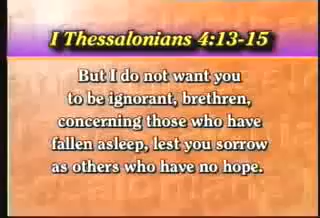 I Thessalonians 4:13-15
But I do not want you
to be ignorant, brethren,
concerning those who have
fallen asleep, lest you sorrow
as others who have no hope.